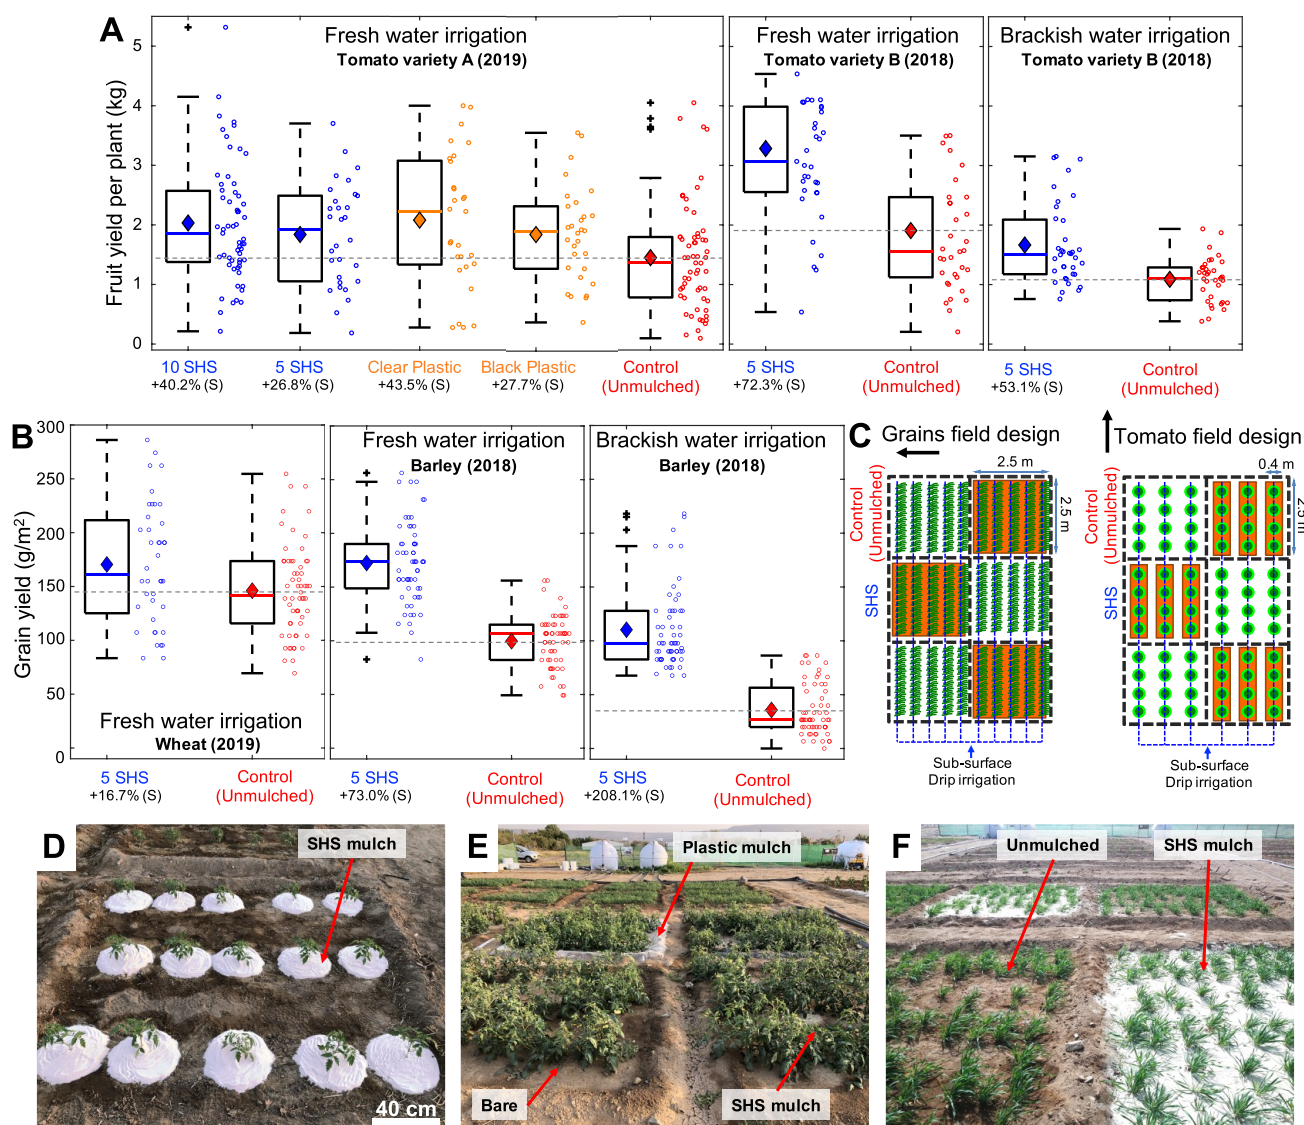 A
Fruit yield per plant (kg)
5
4
3
2
1
0
Fresh water irrigation
Tomato variety A (2019)
10 SHS
+40.2% (S)
5 SHS
+26.8% (S)
Clear Plastic
+43.5% (S)
Black Plastic
+27.7% (S)
Control
(Unmulched)
Fresh water irrigation
Tomato variety B (2018)
5 SHS
+72.3% (S)
Control
(Unmulched)
Brackish water irrigation
Tomato variety B (2018)
5 SHS
+53.1% (S)
Control
(Unmulched)
B
Grain yield (g/m²)
300
250
200
150
100
50
0
Fresh water irrigation
Wheat (2019)
5 SHS
+16.7% (S)
Control
(Unmulched)
Fresh water irrigation
Barley (2018)
5 SHS
+73.0% (S)
Control
(Unmulched)
Brackish water irrigation
Barley (2018)
5 SHS
+208.1% (S)
Control
(Unmulched)
C
Grains field design
2.5 m
2.5 m
Control
(Unmulched)
SHS
Sub-surface
Drip irrigation
Tomato field design
0.4 m
2.5 m
Control
(Unmulched)
SHS
Sub-surface
Drip irrigation
D
SHS mulch
40 cm
E
Plastic mulch
Bare
SHS mulch
F
Unmulched
SHS mulch